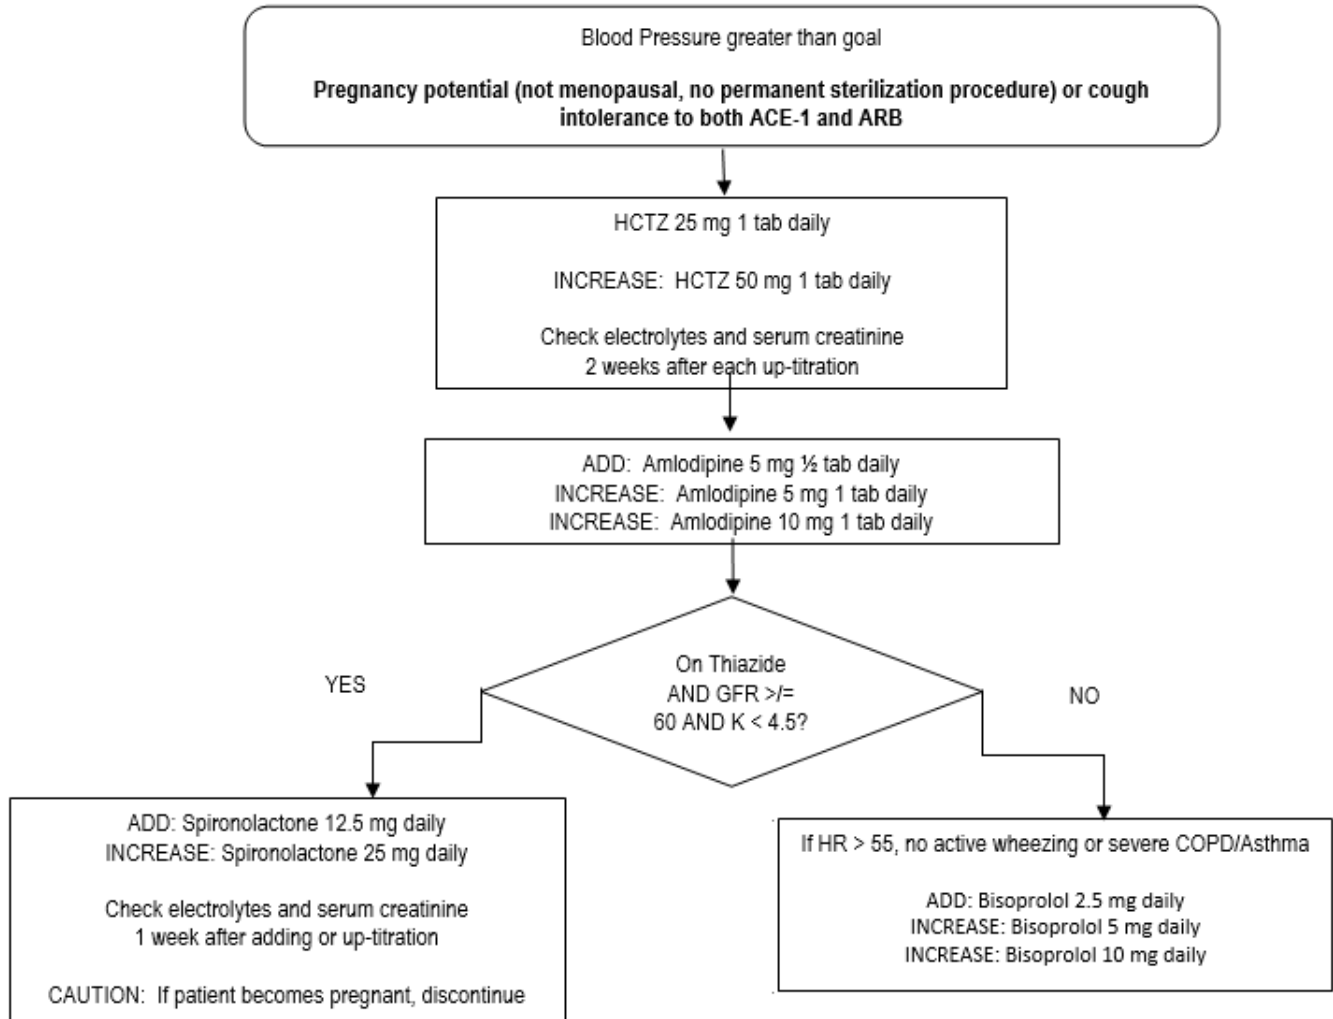 Blood Pressure greater than goal
Pregnancy potential (not menopausal, no permanent sterilization procedure) or cough
intolerance to both ACE-1 and ARB
HCTZ 25 mg 1 tab daily
INCREASE: HCTZ 50 mg 1 tab daily
Check electrolytes and serum creatinine
2 weeks after each up-titration
ADD: Amlodipine 5 mg ½ tab daily
INCREASE: Amlodipine 5 mg 1 tab daily
INCREASE: Amlodipine 10 mg 1 tab daily
On Thiazide
AND GFR >/=
60 AND K < 4.5?
YES
NO
ADD: Spironolactone 12.5 mg daily
INCREASE: Spironolactone 25 mg daily
Check electrolytes and serum creatinine
1 week after adding or up-titration
CAUTION: If patient becomes pregnant, discontinue
If HR > 55, no active wheezing or severe COPD/Asthma
ADD: Bisoprolol 2.5 mg daily
INCREASE: Bisoprolol 5 mg daily
INCREASE: Bisoprolol 10 mg daily